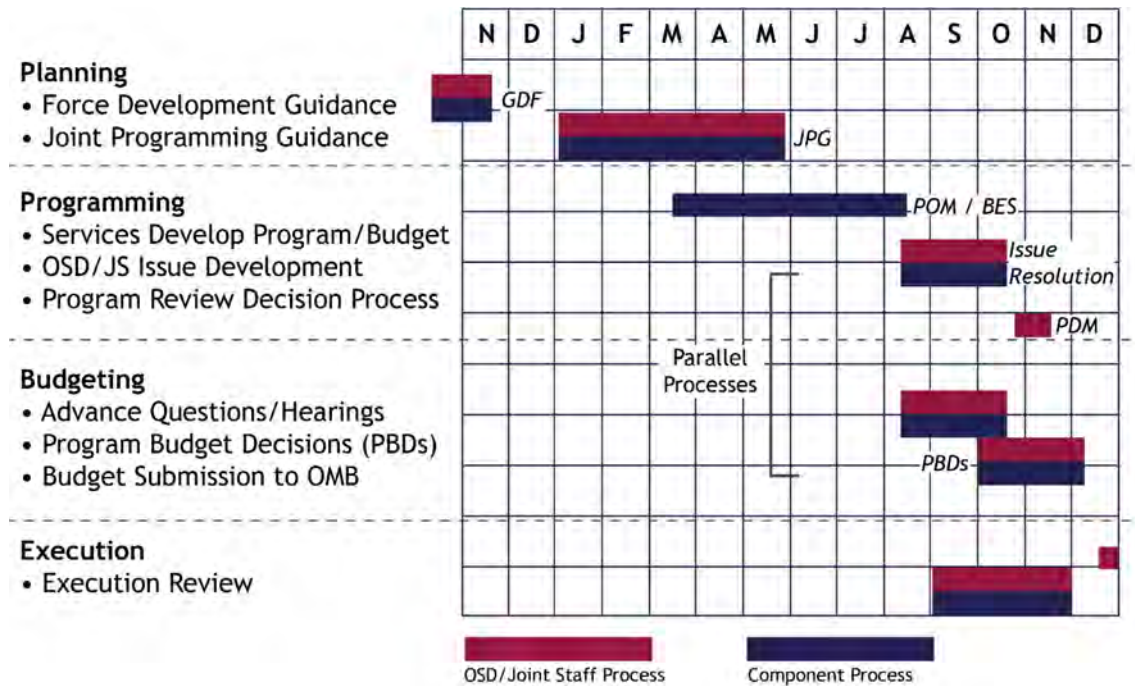 N D J F M A M J J A S O N D
Planning
• Force Development Guidance
• Joint Programming Guidance
GDF
JPG
Programming
• Services Develop Program/Budget
• OSD/JS Issue Development
• Program Review Decision Process
POM / BES
Issue
Resolution
PDM
Parallel
Processes
Budgeting
• Advance Questions/Hearings
• Program Budget Decisions (PBDs)
• Budget Submission to OMB
PBDs
Execution
• Execution Review
OSD/Joint Staff Process
Component Process